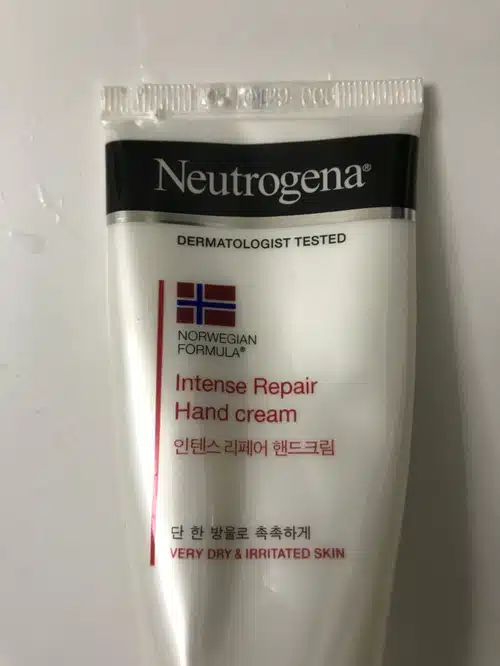 Neutrogena®
DERMATOLOGIST TESTED
NORWEGIAN
FORMULA®
Intense Repair
Hand cream
인텐스 리페어 핸드크림
단 한 방울로 촉촉하게
VERY DRY & IRRITATED SKIN